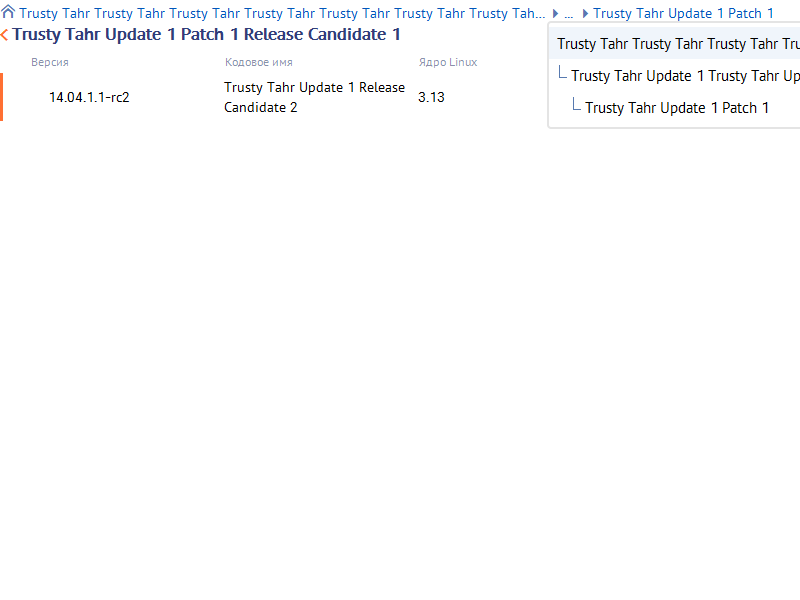 Trusty Tahr Trusty Tahr Trusty Tahr Trusty Tahr Trusty Tahr Trusty Tahr Trusty Tah... ... Trusty Tahr Update 1 Patch 1
Trusty Tahr Update 1 Patch 1 Release Candidate 1
Trusty Tahr Trusty Tahr Trusty Tahr Tru
Версия Кодовое имя Ядро Linux
Trusty Tahr Update 1 Trusty Tahr Up
14.04.1.1-rc2
Trusty Tahr Update 1 Release
Candidate 2
3.13
Trusty Tahr Update 1 Patch 1